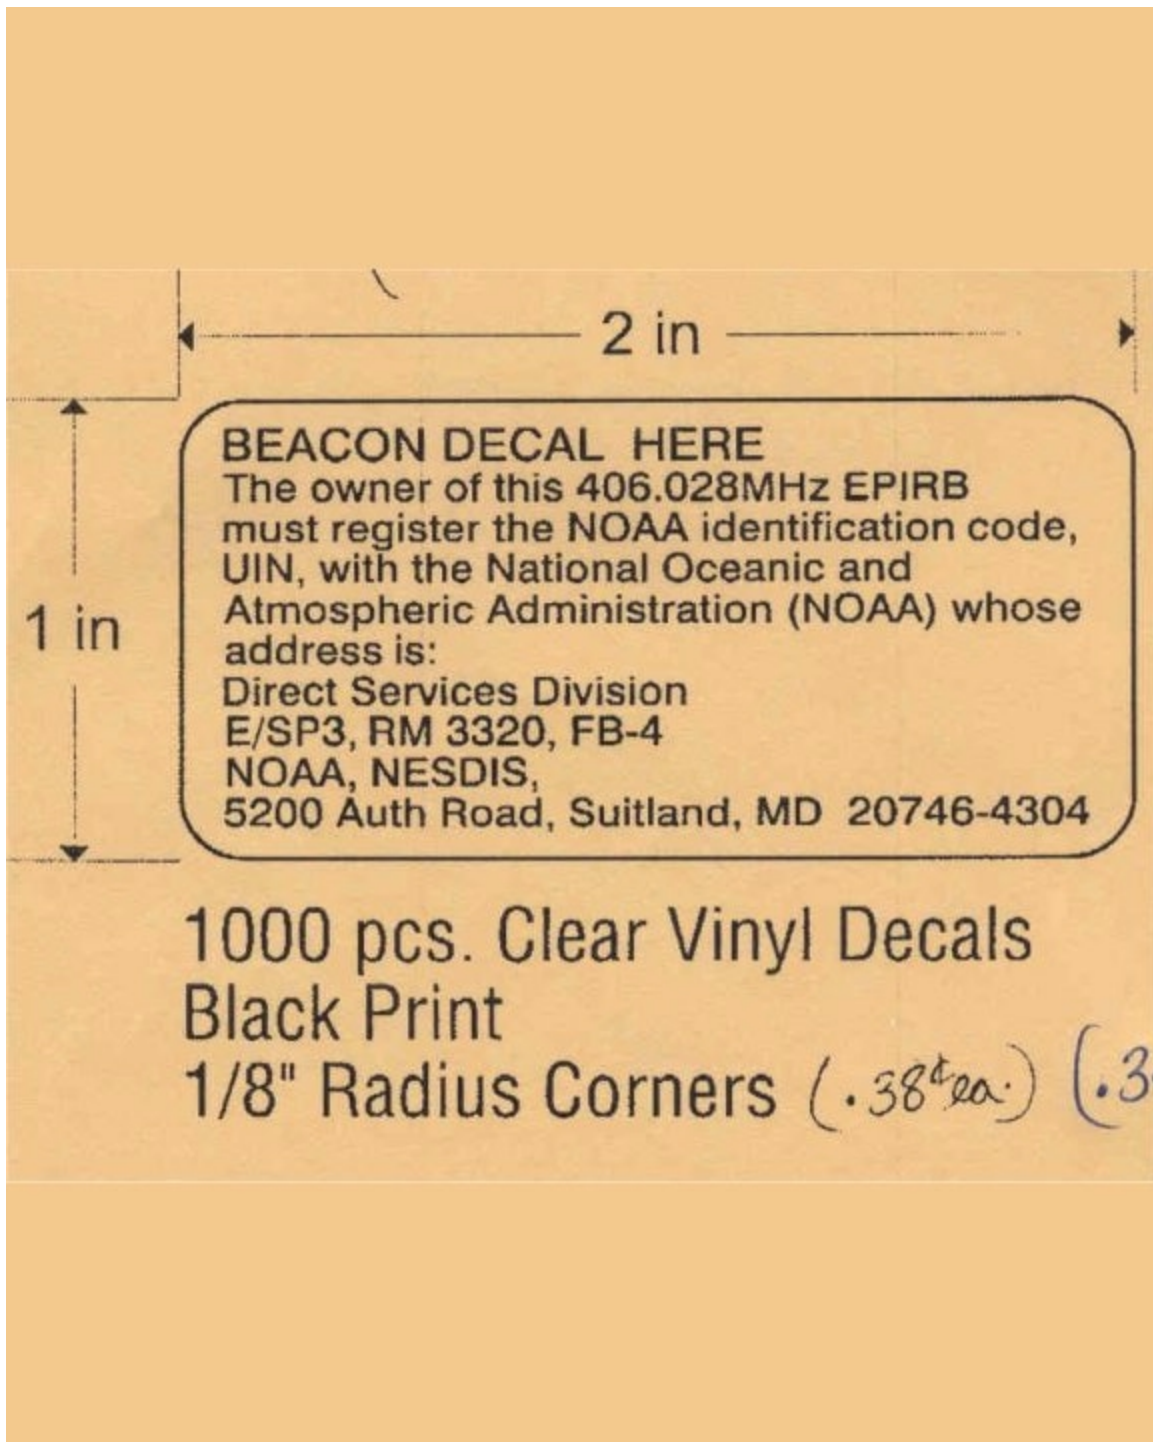 2 in
1 in
BEACON DECAL HERE
The owner of this 406.028MHz EPIRB
must register the NOAA identification code,
UIN, with the National Oceanic and
Atmospheric Administration (NOAA) whose
address is:
Direct Services Division
E/SP3, RM 3320, FB-4
NOAA, NESDIS,
5200 Auth Road, Suitland, MD 20746-4304
1000 pcs. Clear Vinyl Decals
Black Print
1/8" Radius Corners (.38¢ ea.)